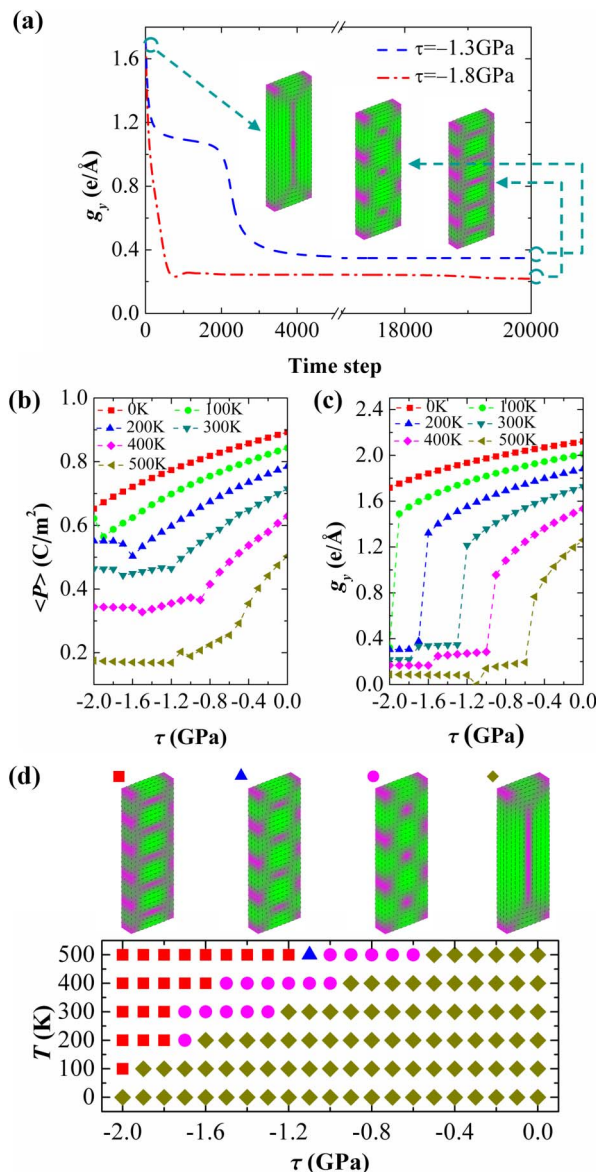 (a)
1.6
1.2
0.8
0.4
0.0
g_y (e/Å)
τ=−1.3GPa
τ=−1.8GPa
0 2000 4000 18000 20000
Time step
(b)
1.0
0.8
0.6
0.4
0.2
<P> (C/m²)
0K 100K
200K 300K
400K
500K
-2.0 -1.6 -1.2 -0.8 -0.4 0.0
τ (GPa)
(c)
2.4
2.0
1.6
1.2
0.8
0.4
0.0
g_y (e/Å)
0K 100K
200K 300K
400K 500K
-2.0 -1.6 -1.2 -0.8 -0.4 0.0
τ (GPa)
(d)
500
400
300
200
100
0
T (K)
-2.0 -1.6 -1.2 -0.8 -0.4 0.0
τ (GPa)